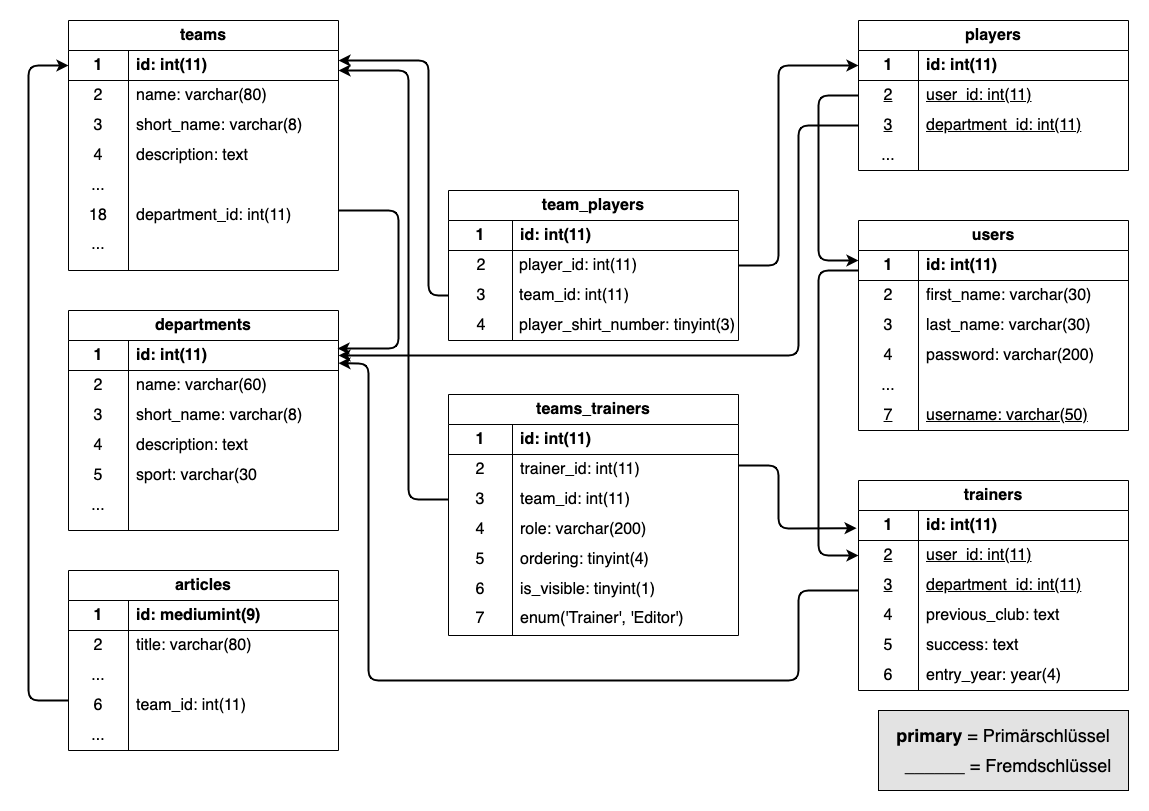 teams
1 id: int(11)
2 name: varchar(80)
3 short_name: varchar(8)
4 description: text
...
18 department_id: int(11)
...
departments
1 id: int(11)
2 name: varchar(60)
3 short_name: varchar(8)
4 description: text
5 sport: varchar(30
...
articles
1 id: mediumint(9)
2 title: varchar(80)
...
6 team_id: int(11)
...
team_players
1 id: int(11)
2 player_id: int(11)
3 team_id: int(11)
4 player_shirt_number: tinyint(3)
teams_trainers
1 id: int(11)
2 trainer_id: int(11)
3 team_id: int(11)
4 role: varchar(200)
5 ordering: tinyint(4)
6 is_visible: tinyint(1)
7 enum('Trainer', 'Editor')
players
1 id: int(11)
2 user_id: int(11)
3 department_id: int(11)
...
users
1 id: int(11)
2 first_name: varchar(30)
3 last_name: varchar(30)
4 password: varchar(200)
...
7 username: varchar(50)
trainers
1 id: int(11)
2 user_id: int(11)
3 department_id: int(11)
4 previous_club: text
5 success: text
6 entry_year: year(4)
primary = Primärschlüssel
______ = Fremdschlüssel